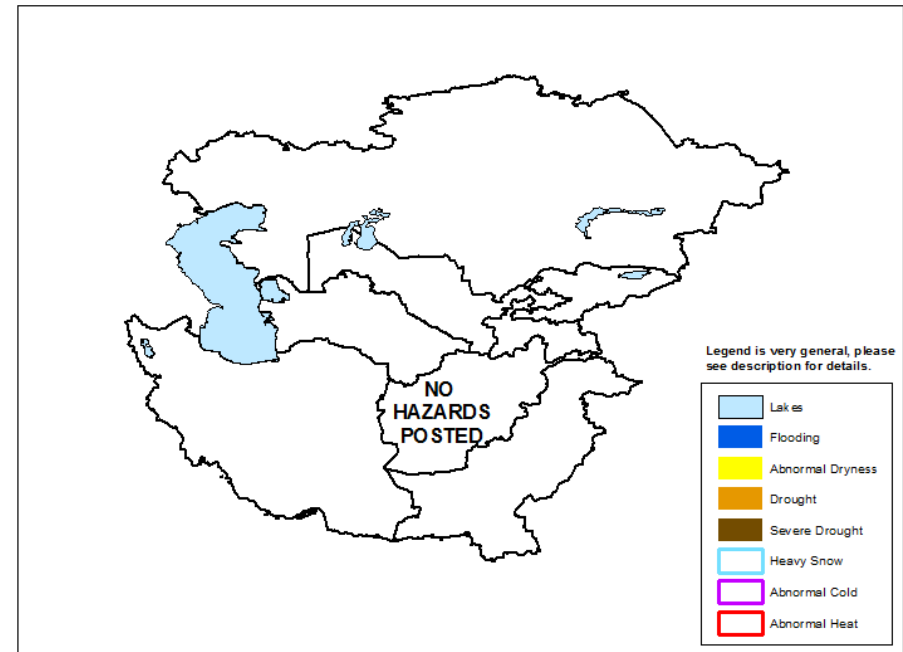 NO
HAZARDS
POSTED
Legend is very general, please
see description for details.
Lakes
Flooding
Abnormal Dryness
Drought
Severe Drought
Heavy Snow
Abnormal Cold
Abnormal Heat